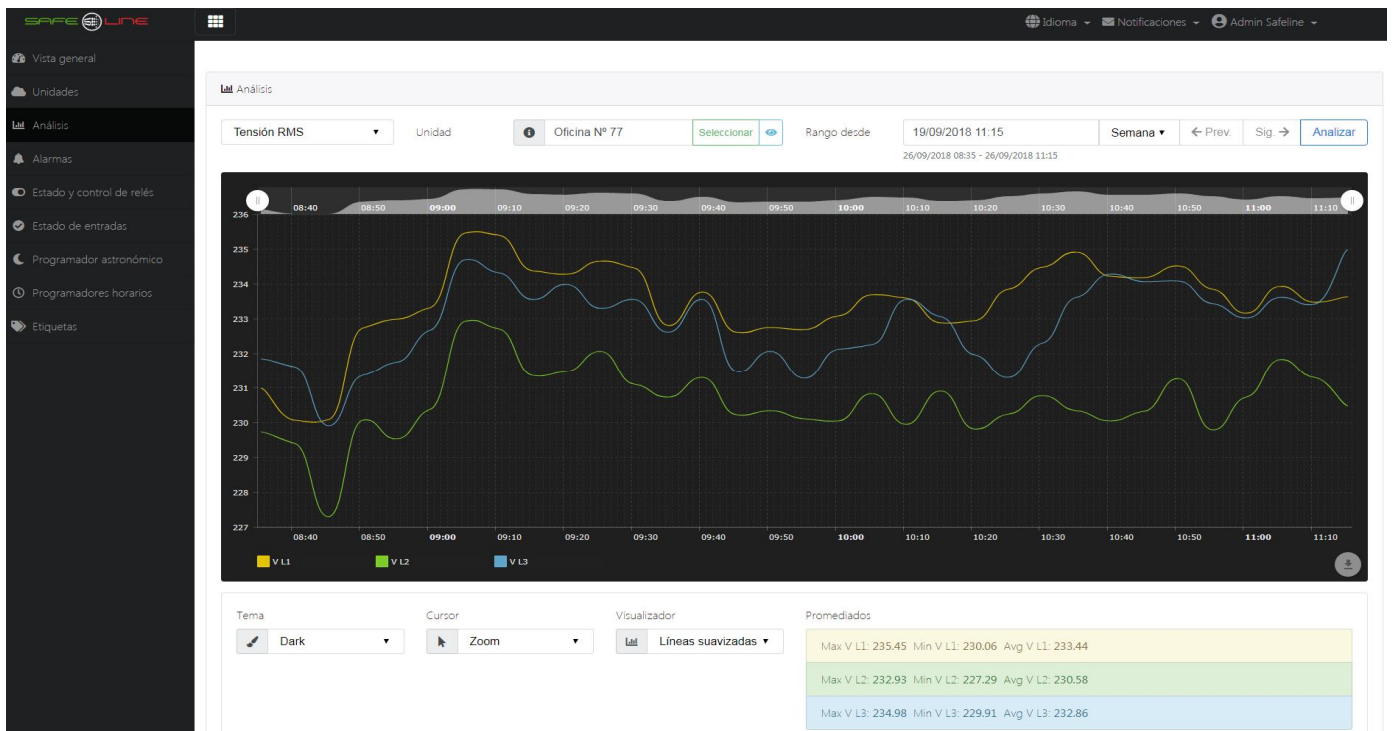 SAFE LINE
Idioma Notificaciones Admin Safeline
Vista general
Unidades
Análisis
Alarmas
Estado y control de relés
Estado de entradas
Programador astronómico
Programadores horarios
Etiquetas
Análisis
Tensión RMS Unidad Oficina Nº 77 Seleccionar Rango desde 19/09/2018 11:15 Semana ← Prev. Sig. → Analizar
26/09/2018 08:35 - 26/09/2018 11:15
08:40 08:50 09:00 09:10 09:20 09:30 09:40 09:50 10:00 10:10 10:20 10:30 10:40 10:50 11:00 11:10
236
235
234
233
232
231
230
229
228
227
08:40 08:50 09:00 09:10 09:20 09:30 09:40 09:50 10:00 10:10 10:20 10:30 10:40 10:50 11:00 11:10
V L1 V L2 V L3
Tema Cursor Visualizador Promediados
Dark Zoom Líneas suavizadas
Max V L1: 235.45 Min V L1: 230.06 Avg V L1: 233.44
Max V L2: 232.93 Min V L2: 227.29 Avg V L2: 230.58
Max V L3: 234.98 Min V L3: 229.91 Avg V L3: 232.86